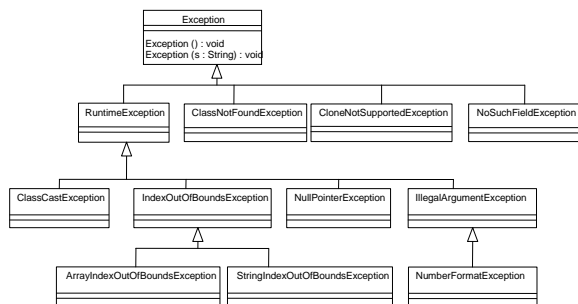 Exception
Exception () : void
Exception (s : String) : void
RuntimeException
ClassNotFoundException
CloneNotSupportedException
NoSuchFieldException
ClassCastException
IndexOutOfBoundsException
NullPointerException
IllegalArgumentException
ArrayIndexOutOfBoundsException
StringIndexOutOfBoundsException
NumberFormatException